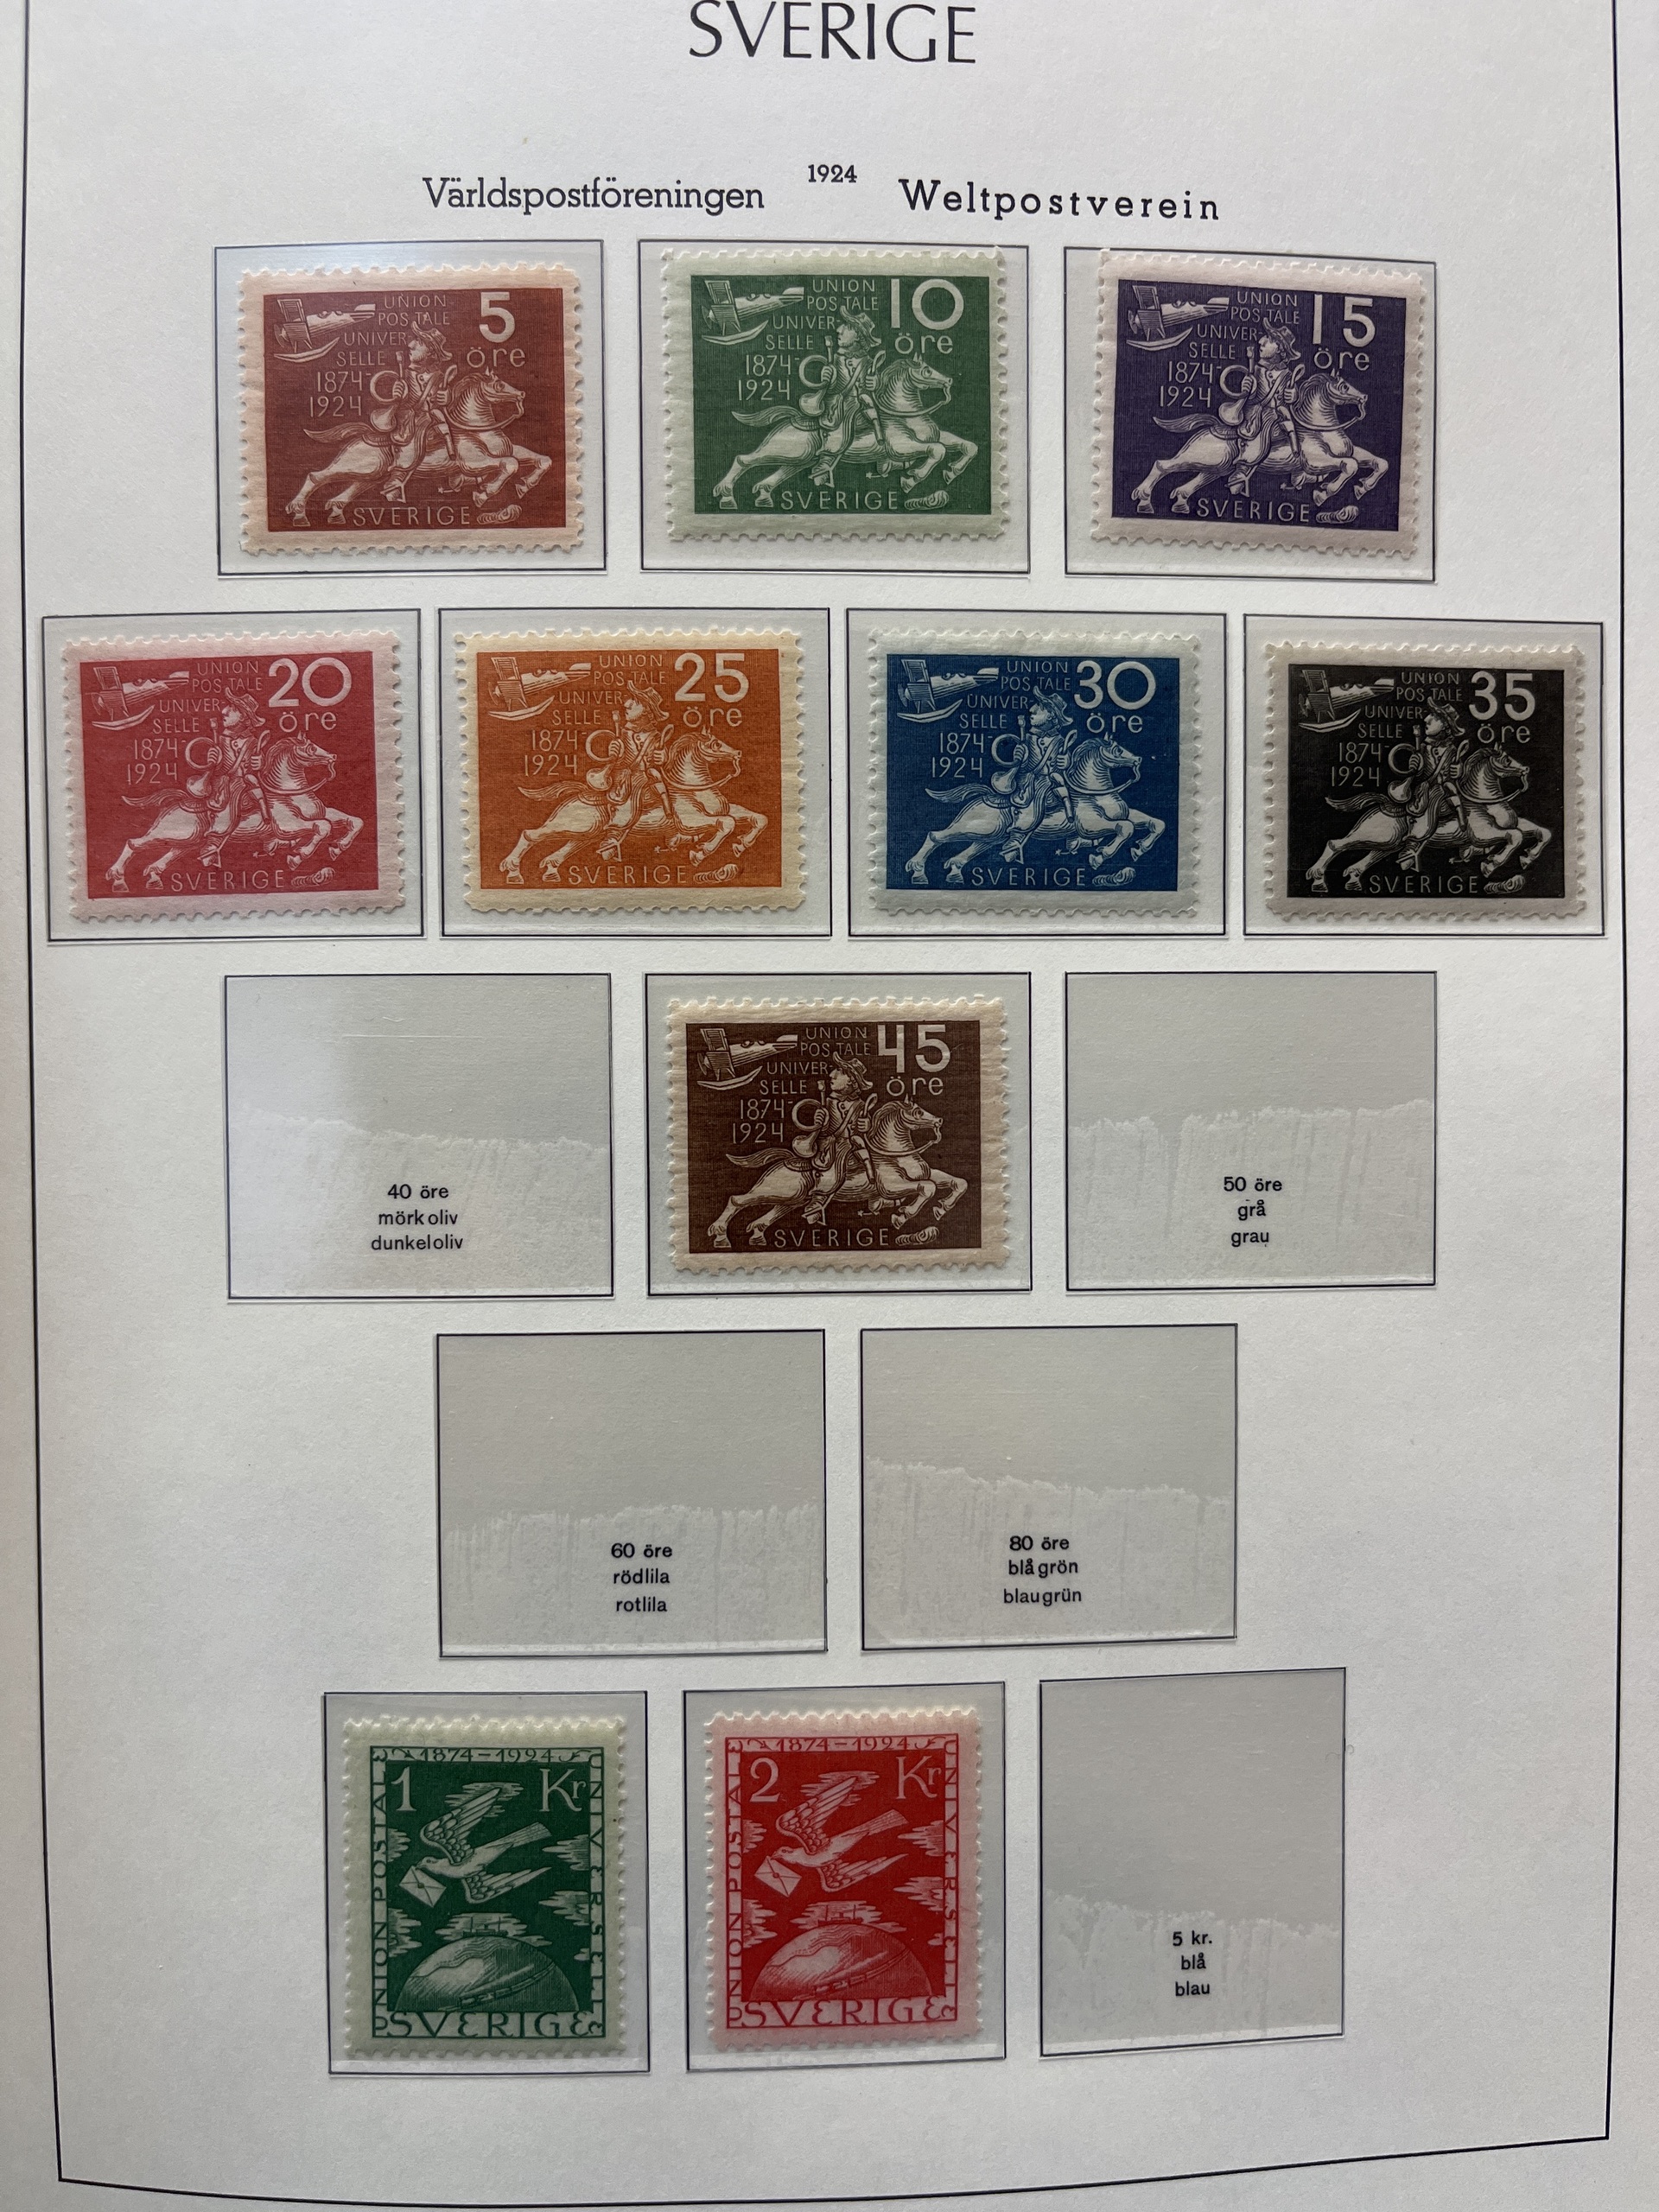 SVERIGE
1924
Världspostföreningen Weltpostverein
UNION
POSTALE
UNIVER-
SELLE
1874-
1924
5
öre
SVERIGE
UNION
POSTALE
UNIVER-
SELLE
1874-
1924
10
öre
SVERIGE
UNION
POSTALE
UNIVER-
SELLE
1874-
1924
15
öre
SVERIGE
UNION
POSTALE
UNIVER-
SELLE
1874-
1924
20
öre
SVERIGE
UNION
POSTALE
UNIVER-
SELLE
1874-
1924
25
öre
SVERIGE
UNION
POSTALE
UNIVER-
SELLE
1874-
1924
30
öre
SVERIGE
UNION
POSTALE
UNIVER-
SELLE
1874-
1924
35
öre
SVERIGE
40 öre
mörkoliv
dunkeloliv
UNION
POSTALE
UNIVER-
SELLE
1874-
1924
45
öre
SVERIGE
50 öre
grå
grau
60 öre
rödlila
rotlila
80 öre
blågrön
blaugrün
1874-1924
1 Kr
UNION POSTALE
UNIVERSELLE
SVERIGE
1874-1924
2 Kr
UNION POSTALE
UNIVERSELLE
SVERIGE
5 kr.
blå
blau